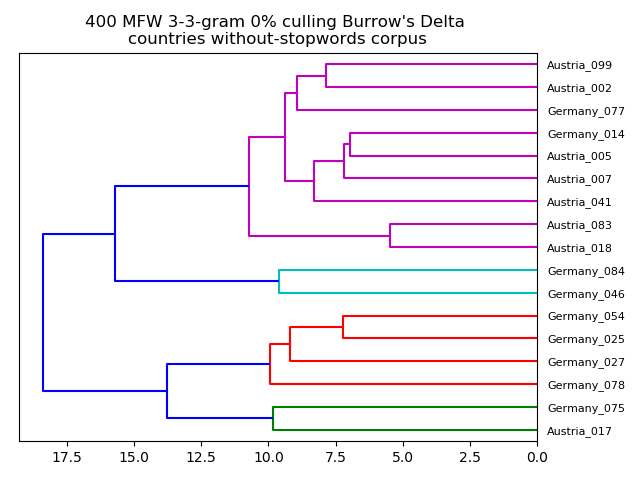 400 MFW 3-3-gram 0% culling Burrow's Delta
countries without-stopwords corpus
Austria_099
Austria_002
Germany_077
Germany_014
Austria_005
Austria_007
Austria_041
Austria_083
Austria_018
Germany_084
Germany_046
Germany_054
Germany_025
Germany_027
Germany_078
Germany_075
Austria_017
17.5 15.0 12.5 10.0 7.5 5.0 2.5 0.0